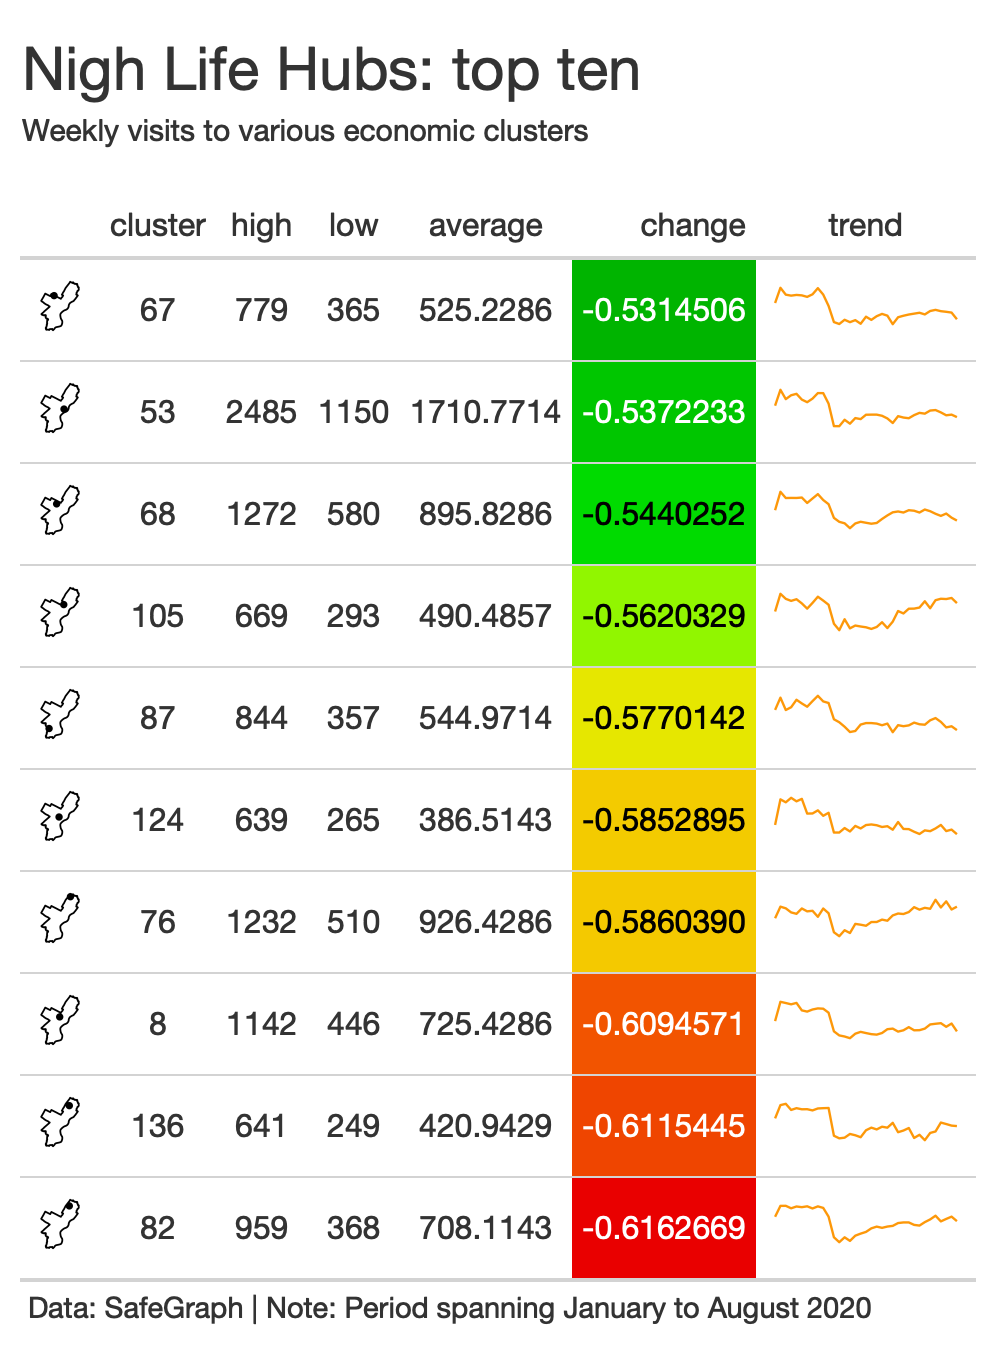 Nigh Life Hubs: top ten
Weekly visits to various economic clusters
cluster high low average change trend
67 779 365 525.2286 -0.5314506
53 2485 1150 1710.7714 -0.5372233
68 1272 580 895.8286 -0.5440252
105 669 293 490.4857 -0.5620329
87 844 357 544.9714 -0.5770142
124 639 265 386.5143 -0.5852895
76 1232 510 926.4286 -0.5860390
8 1142 446 725.4286 -0.6094571
136 641 249 420.9429 -0.6115445
82 959 368 708.1143 -0.6162669
Data: SafeGraph | Note: Period spanning January to August 2020